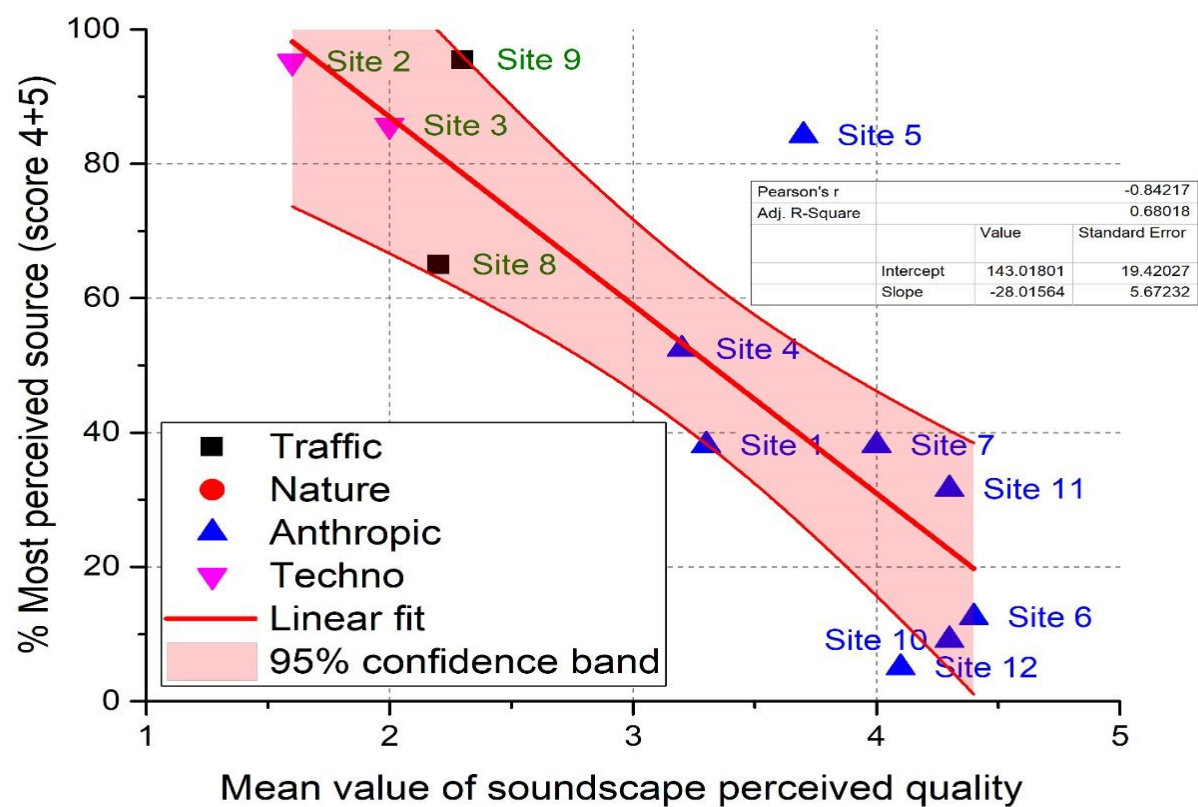 % Most perceived source (score 4+5)
100
80
60
40
20
0
Site 2
Site 9
Site 3
Site 5
Site 8
Site 4
Site 1
Site 7
Site 11
Site 6
Site 10
Site 12
Pearson's r -0.84217
Adj. R-Square 0.68018
Value Standard Error
Intercept 143.01801 19.42027
Slope -28.01564 5.67232
Traffic
Nature
Anthropic
Techno
Linear fit
95% confidence band
1 2 3 4 5
Mean value of soundscape perceived quality